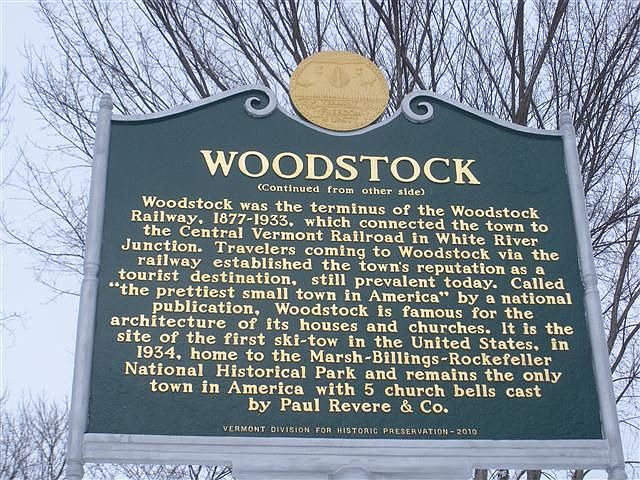 WOODSTOCK
(Continued from other side)
Woodstock was the terminus of the Woodstock
Railway, 1877-1933, which connected the town to
the Central Vermont Railroad in White River
Junction. Travelers coming to Woodstock via the
railway established the town's reputation as a
tourist destination, still prevalent today. Called
"the prettiest small town in America" by a national
publication, Woodstock is famous for the
architecture of its houses and churches. It is the
site of the first ski-tow in the United States, in
1934, home to the Marsh-Billings-Rockefeller
National Historical Park and remains the only
town in America with 5 church bells cast
by Paul Revere & Co.
VERMONT DIVISION FOR HISTORIC PRESERVATION - 2010